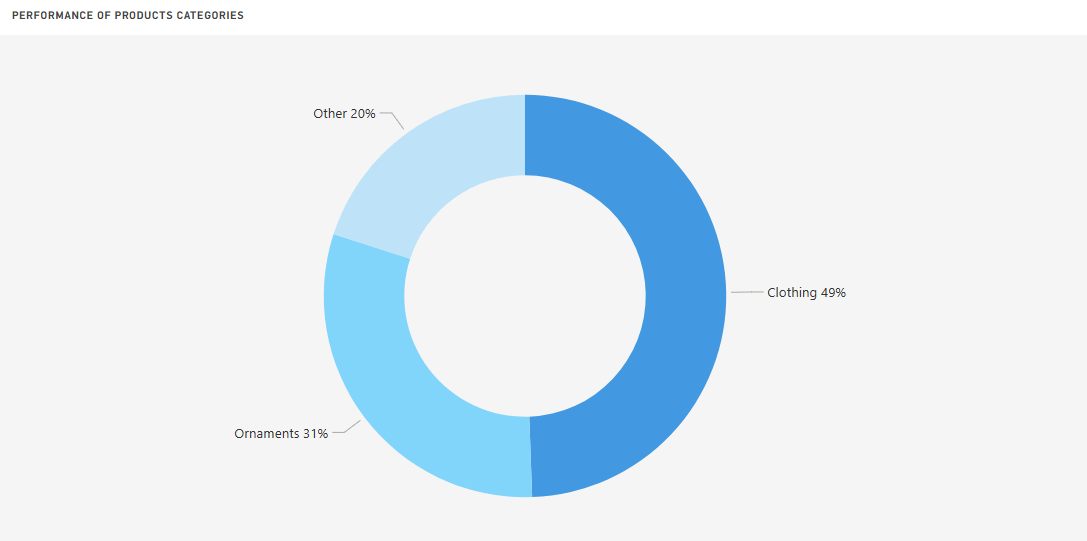 PERFORMANCE OF PRODUCTS CATEGORIES
Other 20%
Clothing 49%
Ornaments 31%